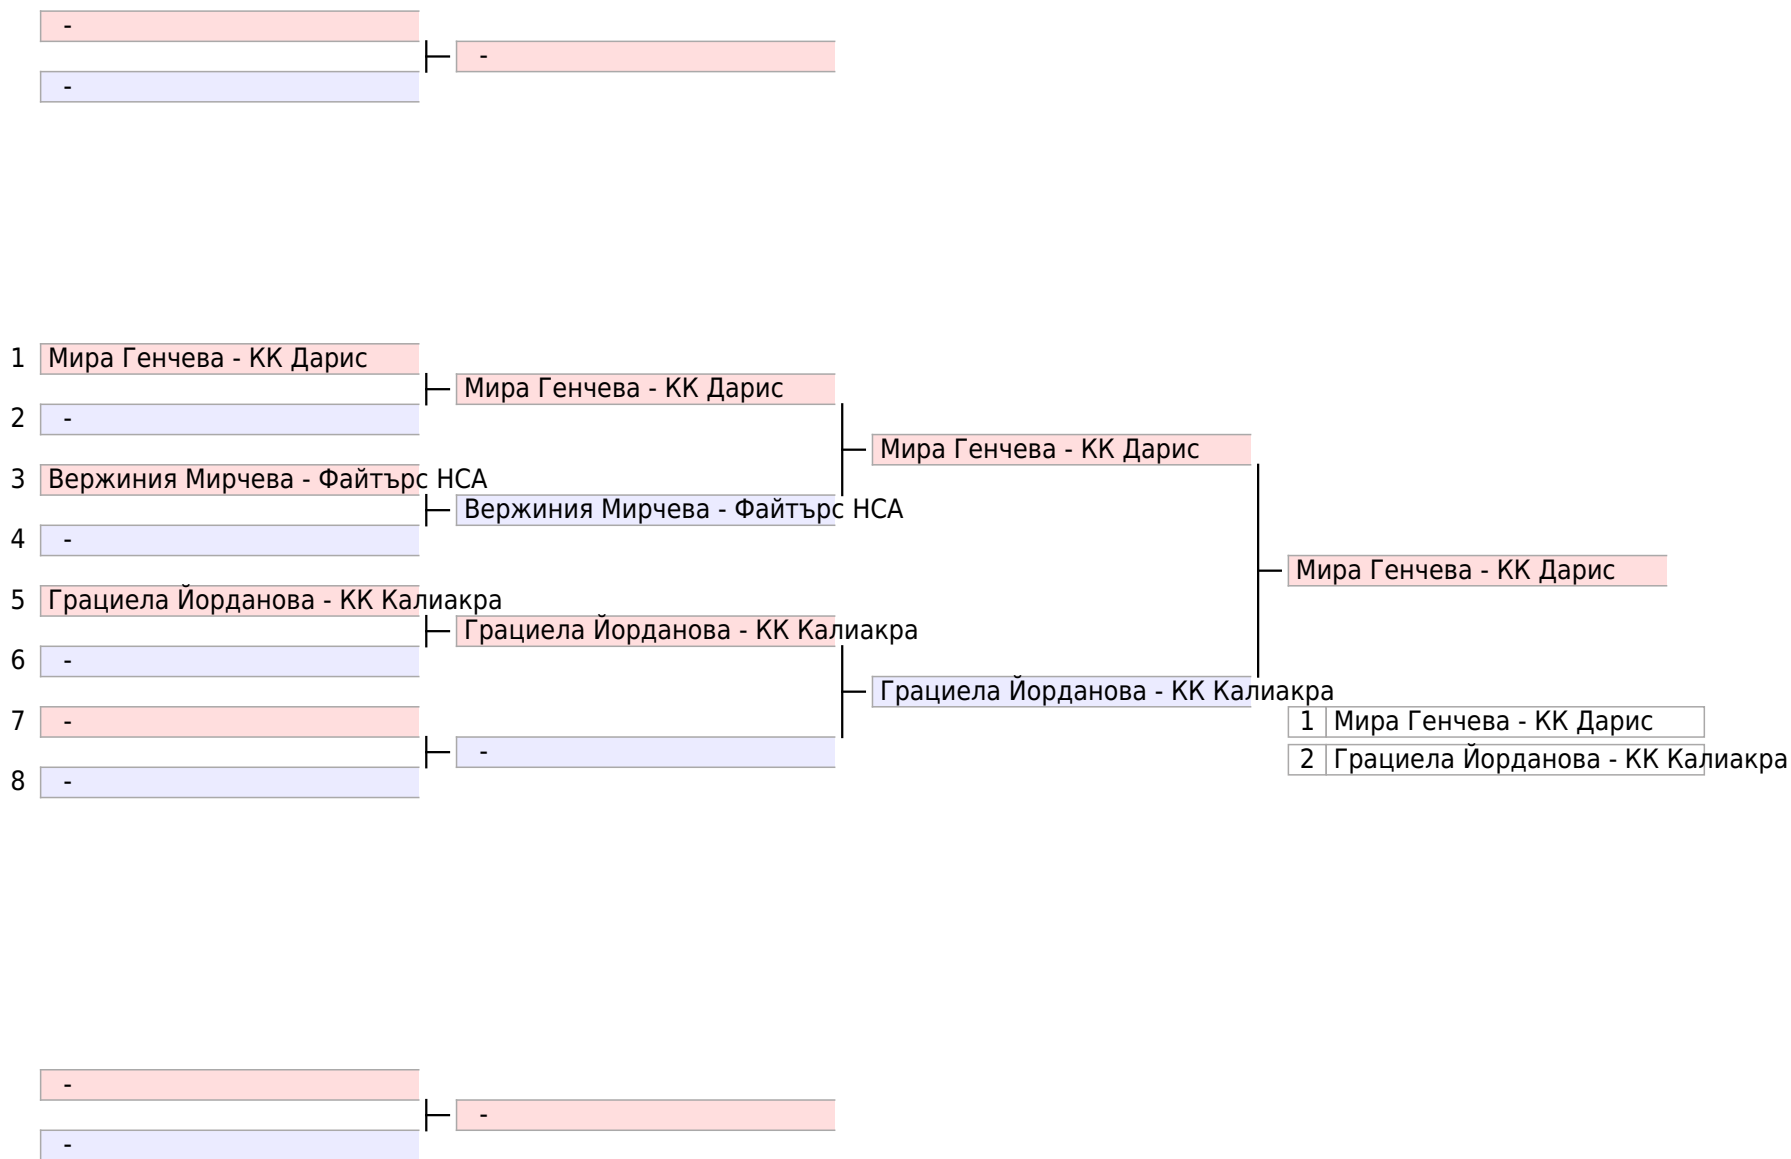 -
-
-
1 Мира Генчева - КК Дарис
Мира Генчева - КК Дарис
2 -
Мира Генчева - КК Дарис
3 Вержиния Мирчева - Файтърс НСА
Вержиния Мирчева - Файтърс НСА
4 -
Мира Генчева - КК Дарис
5 Грациела Йорданова - КК Калиакра
Грациела Йорданова - КК Калиакра
6 -
Грациела Йорданова - КК Калиакра
7 -
1 Мира Генчева - КК Дарис
-
2 Грациела Йорданова - КК Калиакра
8 -
-
-
-